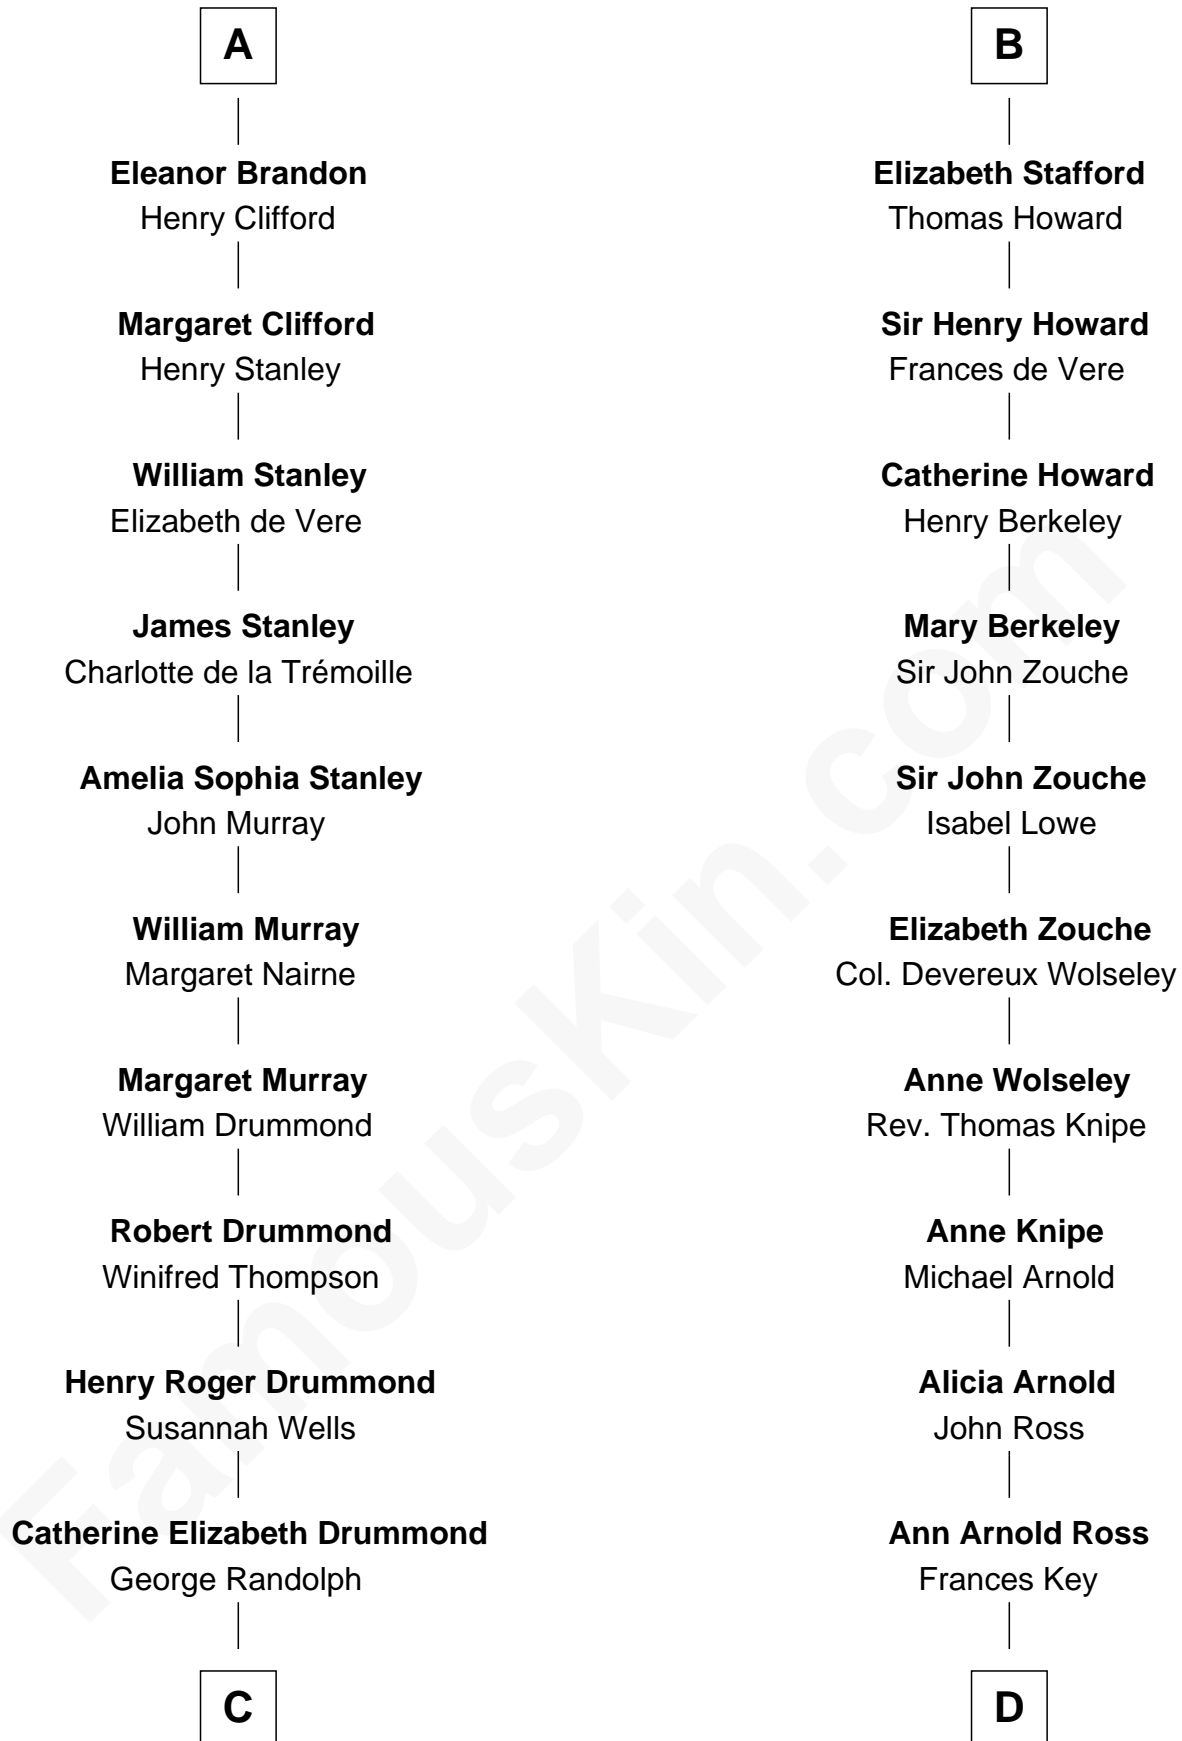 A
Eleanor Brandon
Henry Clifford
Margaret Clifford
Henry Stanley
William Stanley
Elizabeth de Vere
James Stanley
Charlotte de la Trémoille
Amelia Sophia Stanley
John Murray
William Murray
Margaret Nairne
Margaret Murray
William Drummond
Robert Drummond
Winifred Thompson
Henry Roger Drummond
Susannah Wells
Catherine Elizabeth Drummond
George Randolph
C
B
Elizabeth Stafford
Thomas Howard
Sir Henry Howard
Frances de Vere
Catherine Howard
Henry Berkeley
Mary Berkeley
Sir John Zouche
Sir John Zouche
Isabel Lowe
Elizabeth Zouche
Col. Devereux Wolseley
Anne Wolseley
Rev. Thomas Knipe
Anne Knipe
Michael Arnold
Alicia Arnold
John Ross
Ann Arnold Ross
Frances Key
D
FamousKin.com